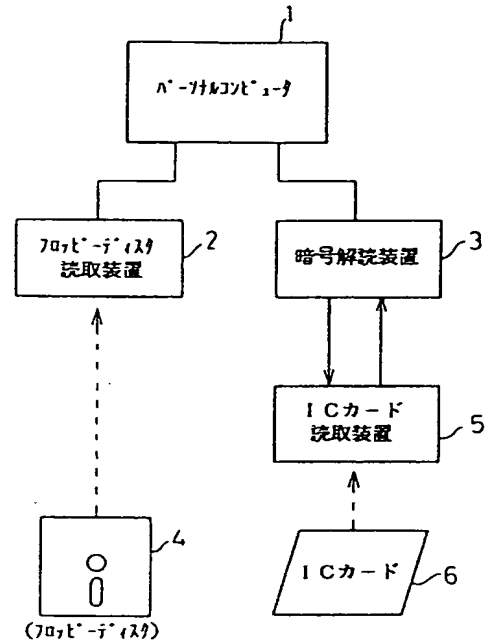 1
パーソナルコンピュータ
フロッピーディスク
読取装置
2
暗号解読装置
3
ICカード
読取装置
5
4
(フロッピーディスク)
ICカード
6